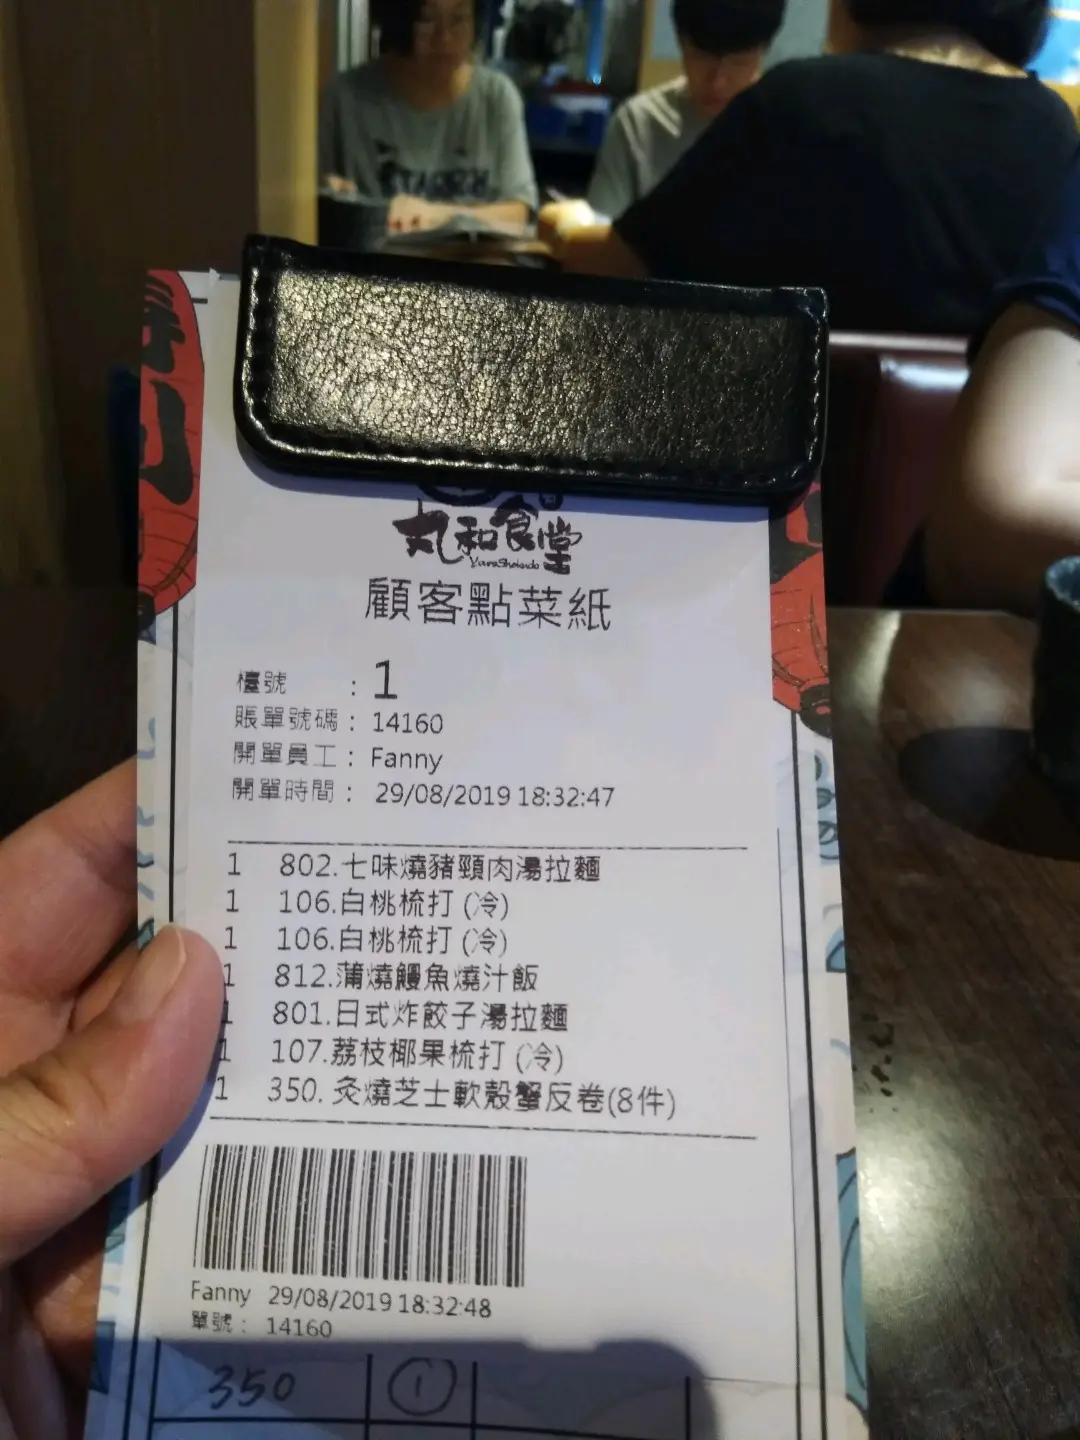 丸和食堂
顧客點菜紙
檯號 : 1
賬單號碼 : 14160
開單員工 : Fanny
開單時間 : 29/08/2019 18:32:47
1 802.七味燒豬頸肉湯拉麵
1 106.白桃梳打 (冷)
1 106.白桃梳打 (冷)
1 812.蒲燒鰻魚燒汁飯
1 801.日式炸餃子湯拉麵
1 107.荔枝椰果梳打 (冷)
1 350. 炙燒芝士軟殼蟹反卷(8件)
Fanny 29/08/2019 18:32:48
單號 : 14160
350 1